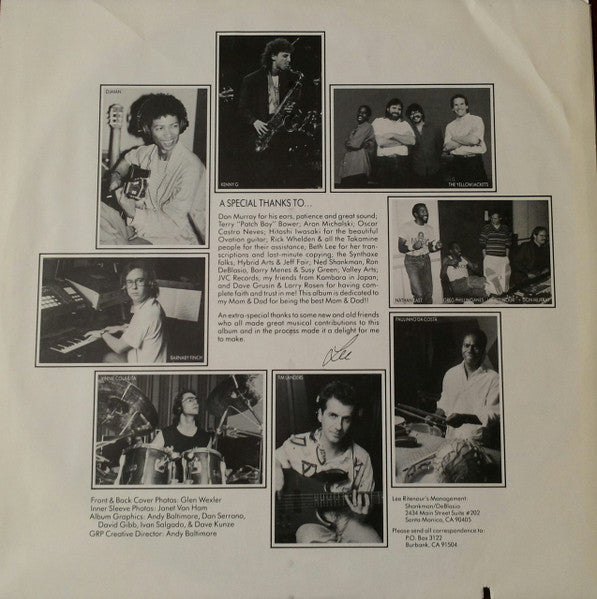 DJAVAN
KENNY G
THE YELLOWJACKETS
A SPECIAL THANKS TO...
Don Murray for his ears, patience and great sound;
Terry "Patch Boy" Bower; Aran Michalski; Oscar
Castro Neves; Hitoshi Iwasaki for the beautiful
Ovation guitar; Rick Wheldon & all the Takamine
people for their assistance; Beth Lee for her tran-
scriptions and last-minute copying; the Synthaxe
folks, Hybrid Arts & Jeff Fair; Ned Shankman, Ron
DeBlasio, Barry Menes & Susy Green; Valley Arts;
JVC Records; my friends from Kambara in Japan;
and Dave Grusin & Larry Rosen for having com-
plete faith and trust in me! This album is dedicated to
my Mom & Dad for being the best Mom & Dad!!
An extra-special thanks to some new and old friends
who all made great musical contributions to this
album and in the process made it a delight for me
to make.
Lee
NATHAN EAST
GREG PHILLINGANES
DON MURRAY
BARNABY FINCH
PAULINHO DA COSTA
VINNIE COLAIUTA
TIM LANDERS
Front & Back Cover Photos: Glen Wexler
Inner Sleeve Photos: Janet Van Ham
Album Graphics: Andy Baltimore, Dan Serrano,
David Gibb, Ivan Salgado, & Dave Kunze
GRP Creative Director: Andy Baltimore
Lee Ritenour's Management:
Shankman/DeBlasio
2434 Main Street Suite #202
Santa Monica, CA 90405
Please send all correspondence to:
P.O. Box 3122
Burbank, CA 91504